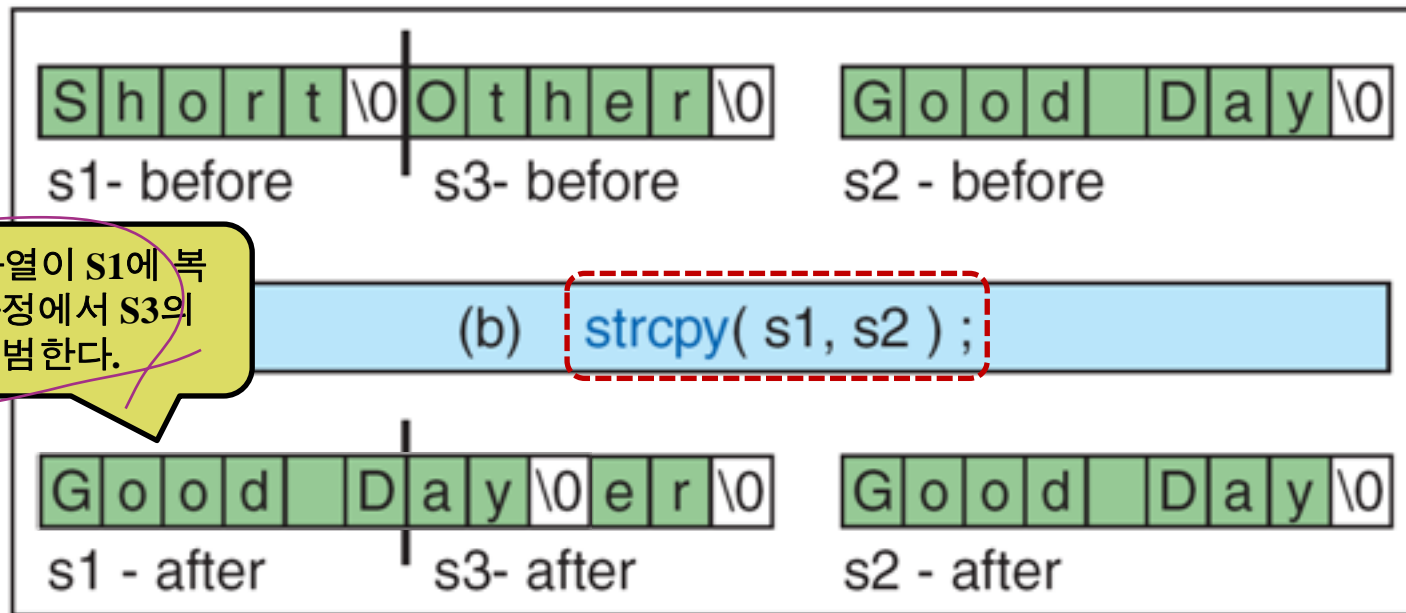 S h o r t \0 O t h e r \0 G o o d D a y \0
s1- before s3- before s2 - before
열이 S1에 복
정에서 S3의
범한다.
(b) strcpy( s1, s2 ) ;
G o o d D a y \0 e r \0 G o o d D a y \0
s1 - after s3- after s2 - after